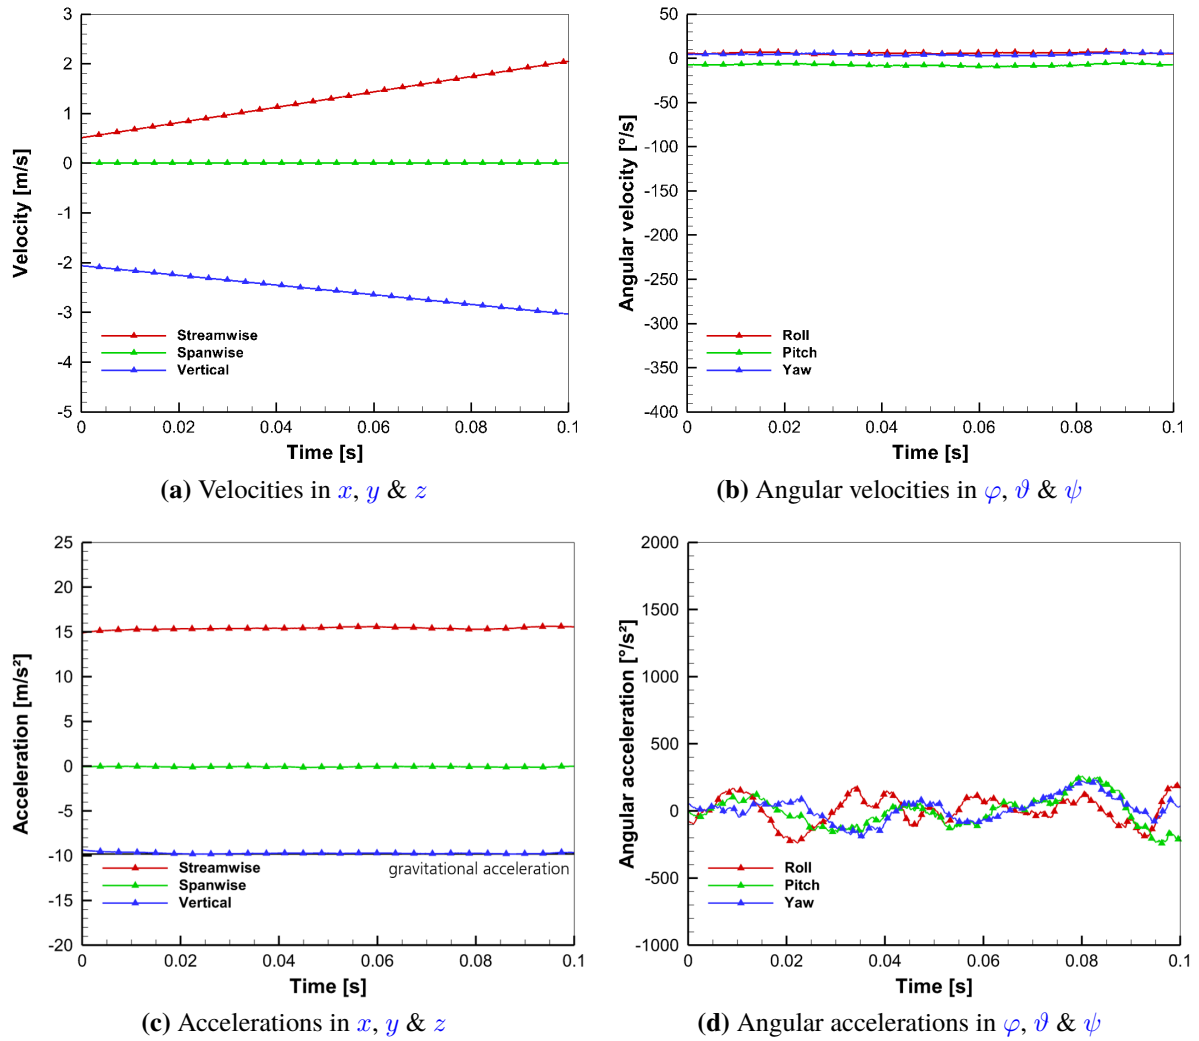 3
2
1
0
-1
-2
-3
-4
-5
Velocity [m/s]
Streamwise
Spanwise
Vertical
0 0.02 0.04 0.06 0.08 0.1
Time [s]
(a) Velocities in x, y & z
50
0
-50
-100
-150
-200
-250
-300
-350
-400
Angular velocity [°/s]
Roll
Pitch
Yaw
0 0.02 0.04 0.06 0.08 0.1
Time [s]
(b) Angular velocities in φ, ϑ & ψ
25
20
15
10
5
0
-5
-10
-15
-20
Acceleration [m/s²]
gravitational acceleration
Streamwise
Spanwise
Vertical
0 0.02 0.04 0.06 0.08 0.1
Time [s]
(c) Accelerations in x, y & z
2000
1500
1000
500
0
-500
-1000
Angular acceleration [°/s²]
Roll
Pitch
Yaw
0 0.02 0.04 0.06 0.08 0.1
Time [s]
(d) Angular accelerations in φ, ϑ & ψ